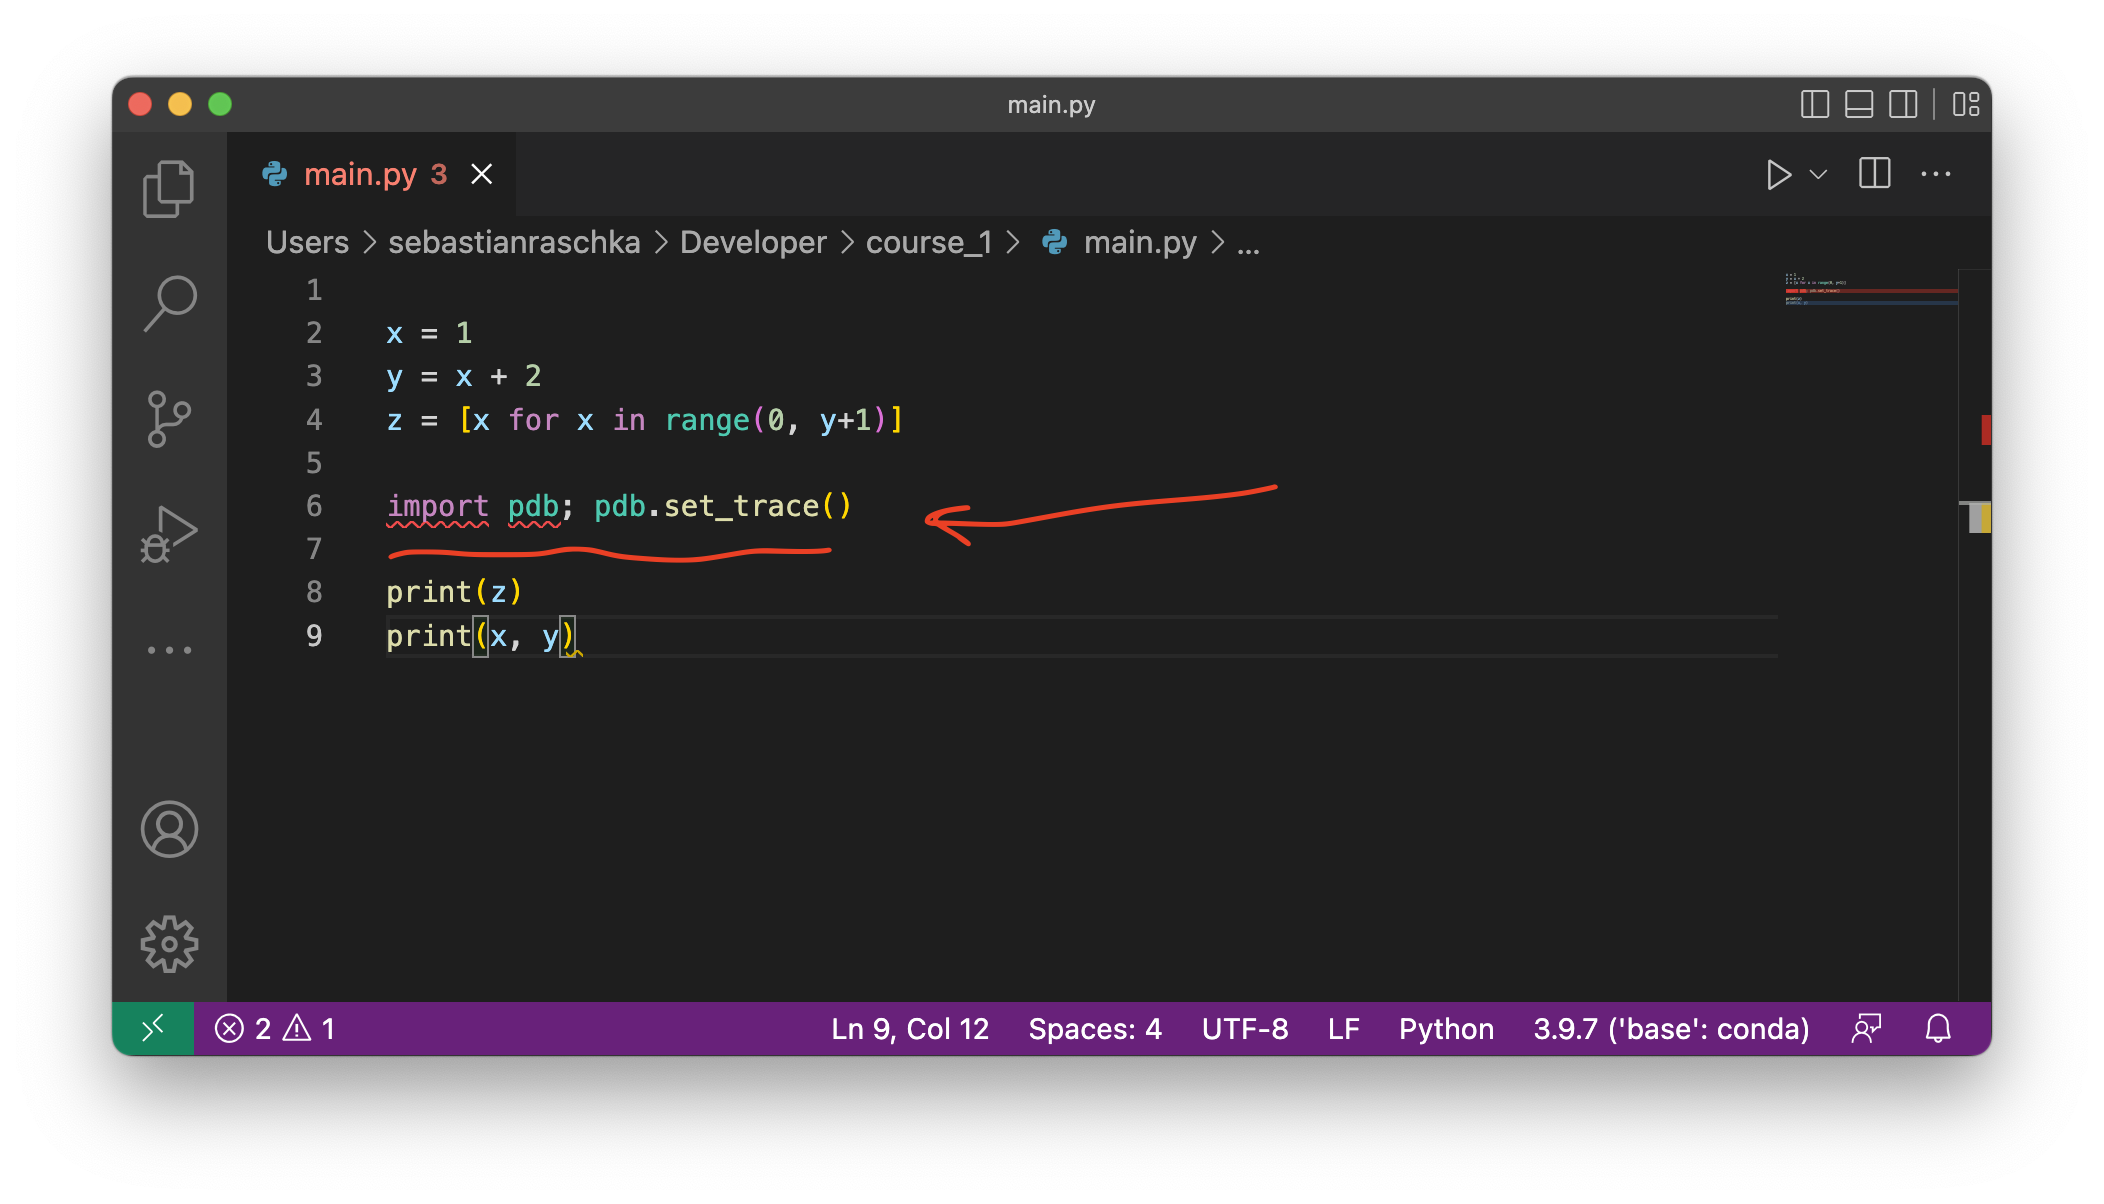 main.py
main.py 3
Users > sebastianraschka > Developer > course_1 > main.py > ...
1
2 x = 1
3 y = x + 2
4 z = [x for x in range(0, y+1)]
5
6 import pdb; pdb.set_trace()
7
8 print(z)
9 print(x, y)
2 1 Ln 9, Col 12 Spaces: 4 UTF-8 LF Python 3.9.7 ('base': conda)